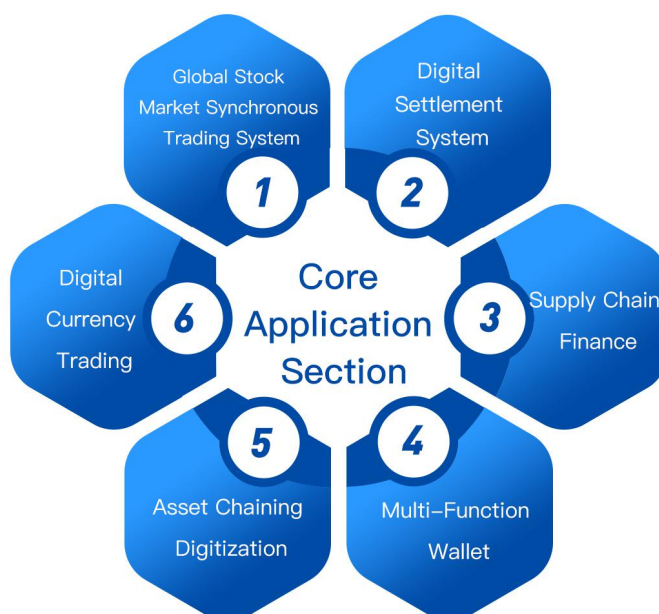 Global Stock
Market Synchronous
Trading System
1
Digital
Settlement
System
2
Supply Chain
Finance
3
Multi-Function
Wallet
4
Asset Chaining
Digitization
5
Digital
Currency
Trading
6
Core
Application
Section